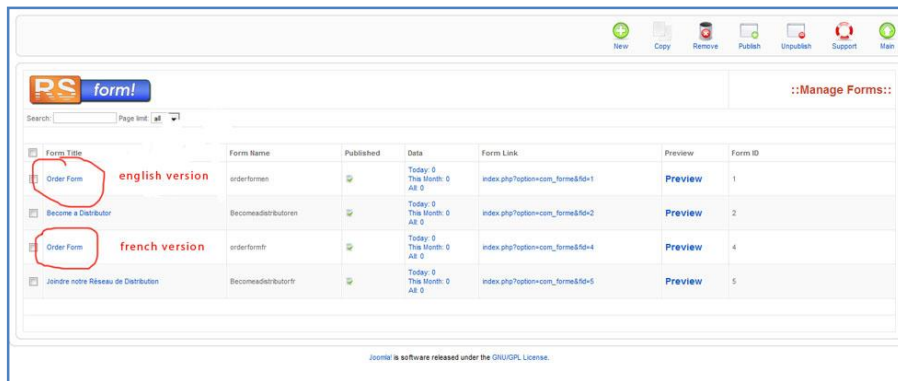 New Copy Remove Publish Unpublish Support Main
RS form!
::Manage Forms::
Search: Page limit: all
Form Title Form Name Published Data Form Link Preview Form ID
Order Form english version orderformen Today: 0 This Month: 0 All: 0 index.php?option=com_forme&fid=1 Preview 1
Become a Distributor Becomeadistributoren Today: 0 This Month: 0 All: 0 index.php?option=com_forme&fid=2 Preview 2
Order Form french version orderformfr Today: 0 This Month: 0 All: 0 index.php?option=com_forme&fid=4 Preview 4
Joindre notre Réseau de Distribution Becomeadistributorfr Today: 0 This Month: 0 All: 0 index.php?option=com_forme&fid=5 Preview 5
Joomla! is software released under the GNU/GPL License.